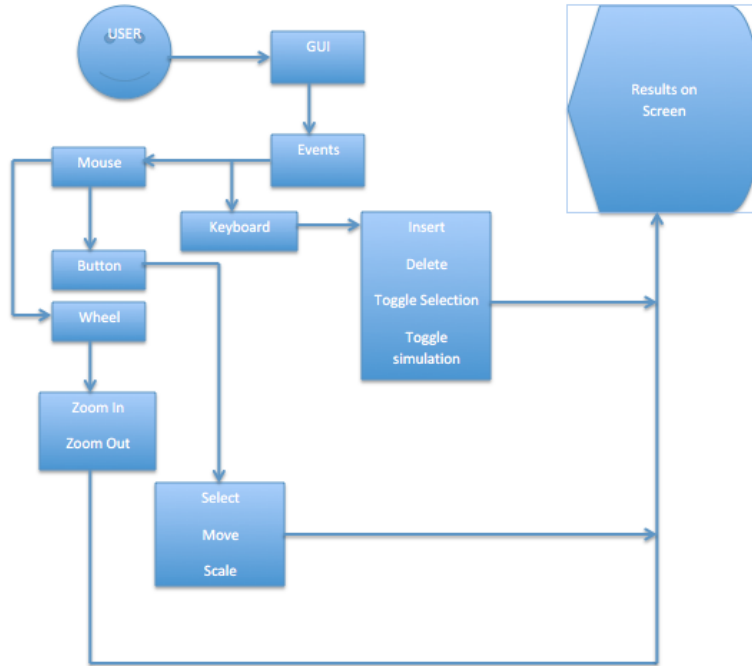 USER
GUI
Results on
Screen
Events
Mouse
Keyboard
Insert
Delete
Toggle Selection
Toggle
simulation
Button
Wheel
Zoom In
Zoom Out
Select
Move
Scale